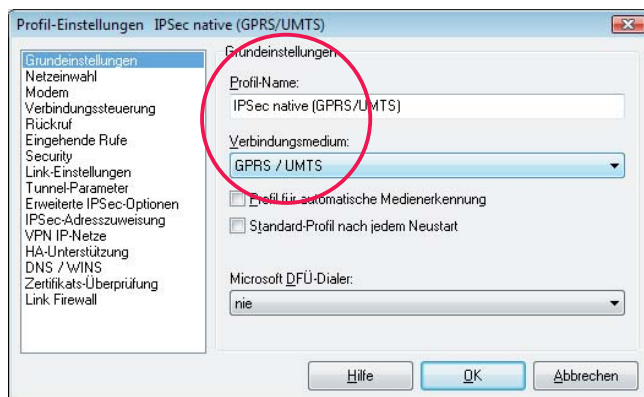 Profil-Einstellungen IPSec native (GPRS/UMTS)
Grundeinstellungen
Netzeinwahl
Modem
Verbindungssteuerung
Rückruf
Eingehende Rufe
Security
Link-Einstellungen
Tunnel-Parameter
Erweiterte IPSec-Optionen
IPSec-Adresszuweisung
VPN IP-Netze
HA-Unterstützung
DNS / WINS
Zertifikats-Überprüfung
Link Firewall
Grundeinstellungen
Profil-Name:
IPSec native (GPRS/UMTS)
Verbindungsmedium:
GPRS / UMTS
Profil für automatische Medienerkennung
Standard-Profil nach jedem Neustart
Microsoft DFÜ-Dialer:
nie
Hilfe
OK
Abbrechen